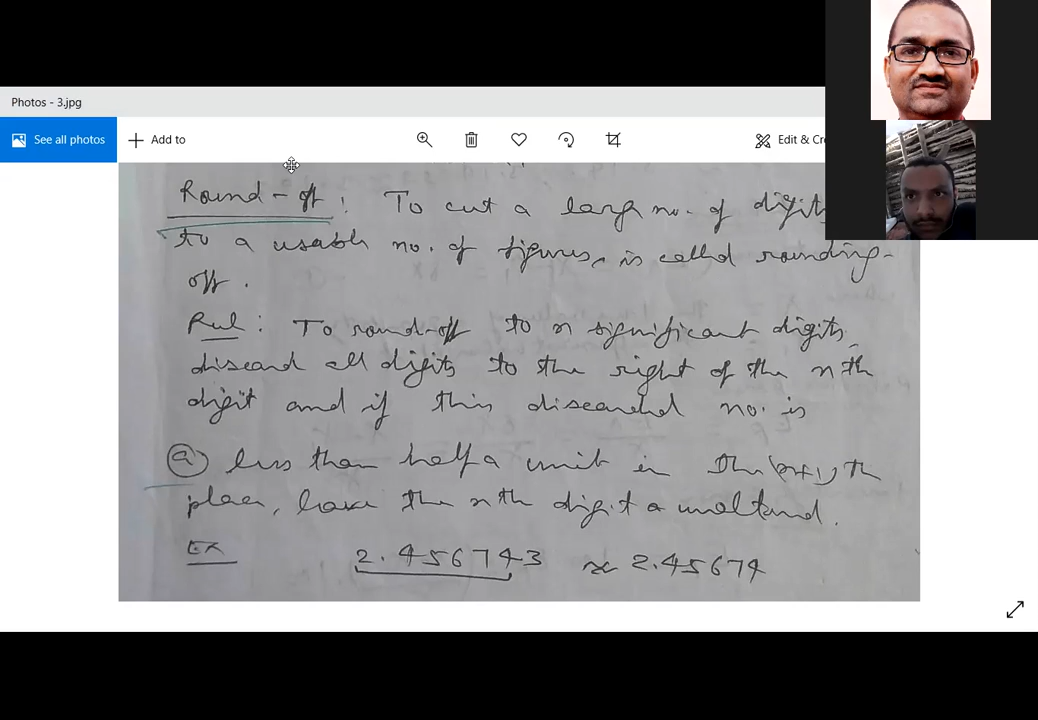 Photos - 3.jpg
See all photos
Add to
Edit & Cr
Round-off : To cut a large no. of digits
to a usable no. of figures, is called rounding-
off.
Rul : To round-off to n significant digits,
discard all digits to the right of the nth
digit and if this discarded no. is
(a) less than half a unit in the (n+1)th
place, leave the nth digit a unaltered.
EX 2.456743 ≈ 2.45674